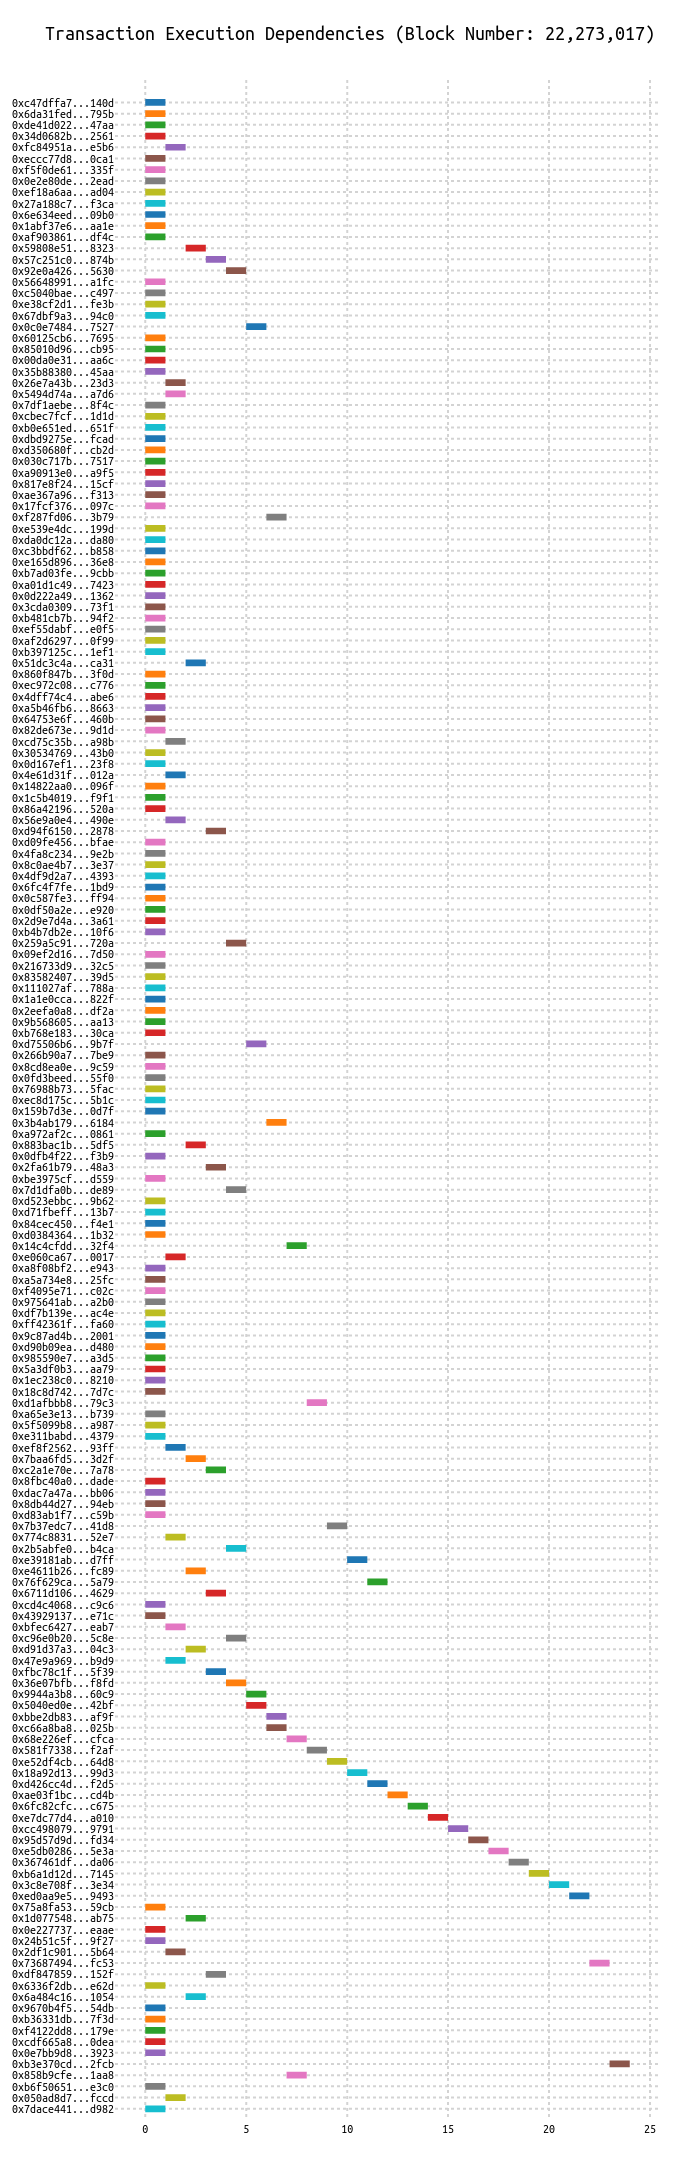 Transaction Execution Dependencies (Block Number: 22,273,017)
0xc47dffa7...140d
0x6da31fed...795b
0xde41d022...47aa
0x34d0682b...2561
0xfc84951a...e5b6
0xeccc77d8...0ca1
0xf5f0de61...335f
0x0e2e80de...2ead
0xef18a6aa...ad04
0x27a188c7...f3ca
0x6e634eed...09b0
0x1abf37e6...aa1e
0xaf903861...df4c
0x59808e51...8323
0x57c251c0...874b
0x92e0a426...5630
0x56648991...a1fc
0xc5040bae...c497
0xe38cf2d1...fe3b
0x67dbf9a3...94c0
0x0c0e7484...7527
0x60125cb6...7695
0x85010d96...cb95
0x00da0e31...aa6c
0x35b88380...45aa
0x26e7a43b...23d3
0x5494d74a...a7d6
0x7df1aebe...8f4c
0xcbec7fcf...1d1d
0xb0e651ed...651f
0xdbd9275e...fcad
0xd350680f...cb2d
0x030c717b...7517
0xa90913e0...a9f5
0x817e8f24...15cf
0xae367a96...f313
0x17fcf376...097c
0xf287fd06...3b79
0xe539e4dc...199d
0xda0dc12a...da80
0xc3bbdf62...b858
0xe165d896...36e8
0xb7ad03fe...9cbb
0xa01d1c49...7423
0x0d222a49...1362
0x3cda0309...73f1
0xb481cb7b...94f2
0xef55dabf...e0f5
0xaf2d6297...0f99
0xb397125c...1ef1
0x51dc3c4a...ca31
0x860f847b...3f0d
0xec972c08...c776
0x4dff74c4...abe6
0xa5b46fb6...8663
0x64753e6f...460b
0x82de673e...9d1d
0xcd75c35b...a98b
0x30534769...43b0
0x0d167ef1...23f8
0x4e61d31f...012a
0x14822aa0...096f
0x1c5b4019...f9f1
0x86a42196...520a
0x56e9a0e4...490e
0xd94f6150...2878
0xd09fe456...bfae
0x4fa8c234...9e2b
0x8c0ae4b7...3e37
0x4df9d2a7...4393
0x6fc4f7fe...1bd9
0x0c587fe3...ff94
0x0df50a2e...e920
0x2d9e7d4a...3a61
0xb4b7db2e...10f6
0x259a5c91...720a
0x09ef2d16...7d50
0x216733d9...32c5
0x83582407...39d5
0x111027af...788a
0x1a1e0cca...822f
0x2eefa0a8...df2a
0x9b568605...aa13
0xb768e183...30ca
0xd75506b6...9b7f
0x266b90a7...7be9
0x8cd8ea0e...9c59
0x0fd3beed...55f0
0x76988b73...5fac
0xec8d175c...5b1c
0x159b7d3e...0d7f
0x3b4ab179...6184
0xa972af2c...0861
0x883bac1b...5df5
0x0dfb4f22...f3b9
0x2fa61b79...48a3
0xbe3975cf...d559
0x7d1dfa0b...de89
0xd523ebbc...9b62
0xd71fbeff...13b7
0x84cec450...f4e1
0xd0384364...1b32
0x14c4cfdd...32f4
0xe060ca67...0017
0xa8f08bf2...e943
0xa5a734e8...25fc
0xf4095e71...c02c
0x975641ab...a2b0
0xdf7b139e...ac4e
0xff42361f...fa60
0x9c87ad4b...2001
0xd90b09ea...d480
0x985590e7...a3d5
0x5a3df0b3...aa79
0x1ec238c0...8210
0x18c8d742...7d7c
0xd1afbbb8...79c3
0xa65e3e13...b739
0x5f5099b8...a987
0xe311babd...4379
0xef8f2562...93ff
0x7baa6fd5...3d2f
0xc2a1e70e...7a78
0x8fbc40a0...dade
0xdac7a47a...bb06
0x8db44d27...94eb
0xd83ab1f7...c59b
0x7b37edc7...41d8
0x774c8831...52e7
0x2b5abfe0...b4ca
0xe39181ab...d7ff
0xe4611b26...fc89
0x76f629ca...5a79
0x6711d106...4629
0xcd4c4068...c9c6
0x43929137...e71c
0xbfec6427...eab7
0xc96e0b20...5c8e
0xd91d37a3...04c3
0x47e9a969...b9d9
0xfbc78c1f...5f39
0x36e07bfb...f8fd
0x9944a3b8...60c9
0x5040ed0e...42bf
0xbbe2db83...af9f
0xc66a8ba8...025b
0x68e226ef...cfca
0x581f7338...f2af
0xe52df4cb...64d8
0x18a92d13...99d3
0xd426cc4d...f2d5
0xae03f1bc...cd4b
0x6fc82cfc...c675
0xe7dc77d4...a010
0xcc498079...9791
0x95d57d9d...fd34
0xe5db0286...5e3a
0x367461df...da06
0xb6a1d12d...7145
0x3c8e708f...3e34
0xed0aa9e5...9493
0x75a8fa53...59cb
0x1d077548...ab75
0x0e227737...eaae
0x24b51c5f...9f27
0x2df1c901...5b64
0x73687494...fc53
0xdf847859...152f
0x6336f2db...e62d
0x6a484c16...1054
0x9670b4f5...54db
0xb36331db...7f3d
0xf4122dd8...179e
0xcdf665a8...0dea
0x0e7bb9d8...3923
0xb3e370cd...2fcb
0x858b9cfe...1aa8
0xb6f50651...e3c0
0x050ad8d7...fccd
0x7dace441...d982
0 5 10 15 20 25